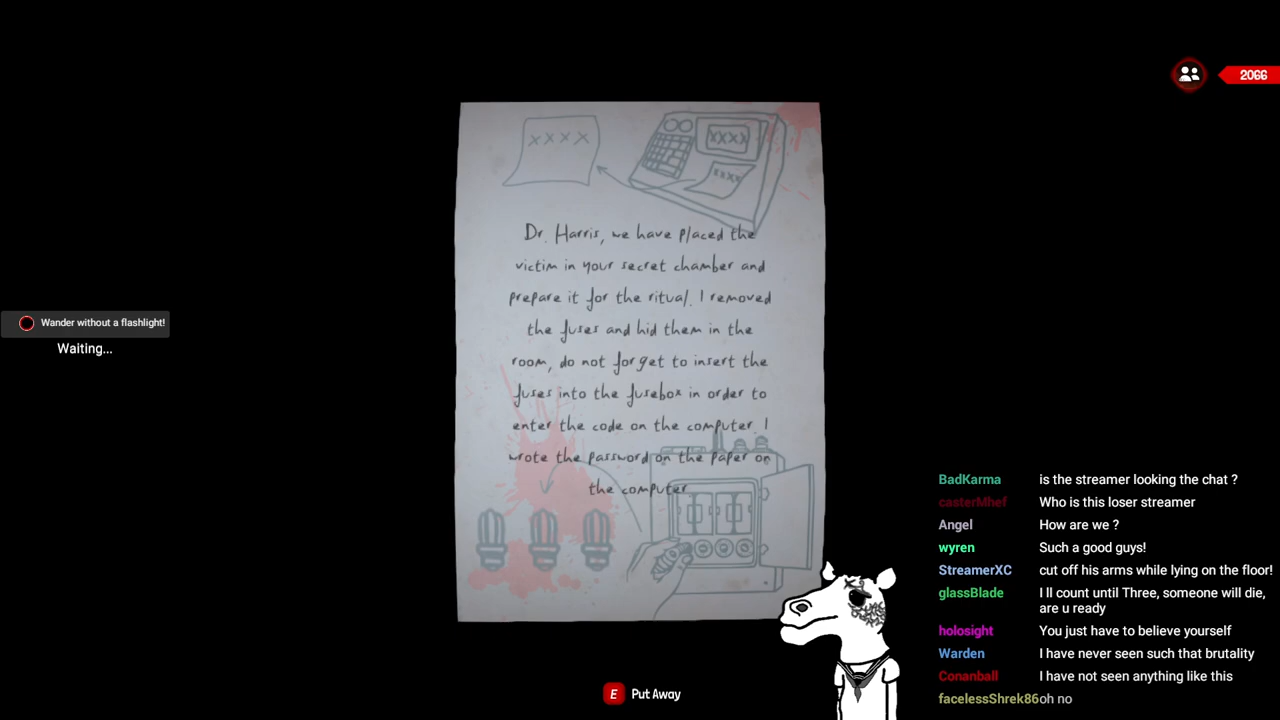 2066
XXXX
XXXX
XXXX
Dr. Harris, we have placed the
victim in your secret chamber and
prepare it for the ritual. I removed
the fuses and hid them in the
room, do not forget to insert the
fuses into the fusebox in order to
enter the code on the computer. I
wrote the password on the paper on
the computer
Wander without a flashlight!
Waiting...
BadKarma is the streamer looking the chat ?
casterMhef Who is this loser streamer
Angel How are we ?
wyren Such a good guys!
StreamerXC cut off his arms while lying on the floor!
glassBlade I ll count until Three, someone will die,
are u ready
holosight You just have to believe yourself
Warden I have never seen such that brutality
Conanball I have not seen anything like this
facelessShrek86 oh no
E Put Away